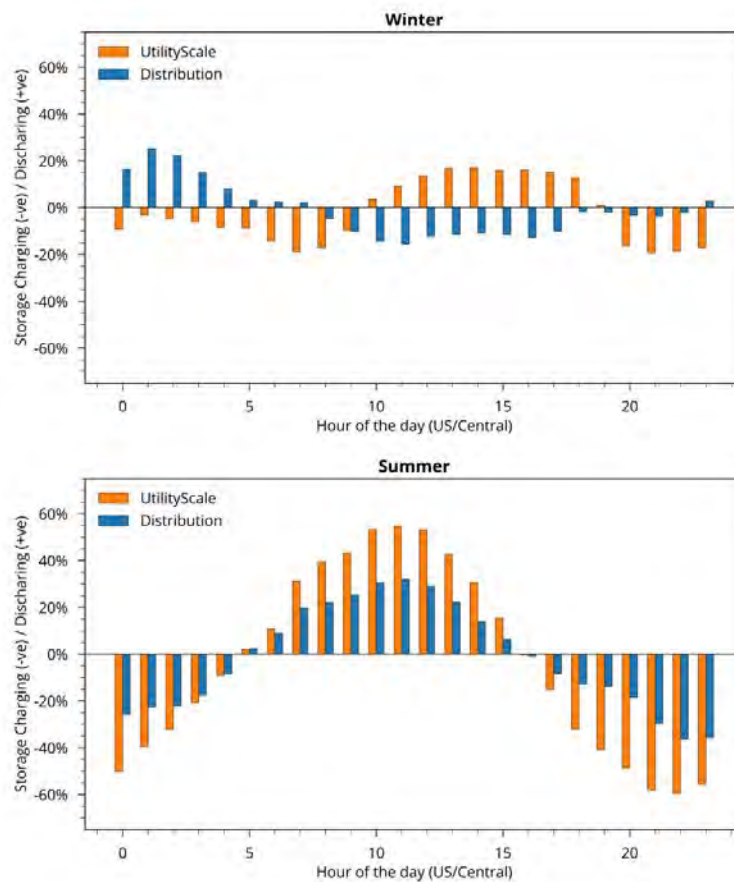 Winter
UtilityScale
Distribution
Storage Charging (-ve) / Discharing (+ve)
60%
40%
20%
0%
-20%
-40%
-60%
0 5 10 15 20
Hour of the day (US/Central)
Summer
UtilityScale
Distribution
Storage Charging (-ve) / Discharing (+ve)
60%
40%
20%
0%
-20%
-40%
-60%
0 5 10 15 20
Hour of the day (US/Central)